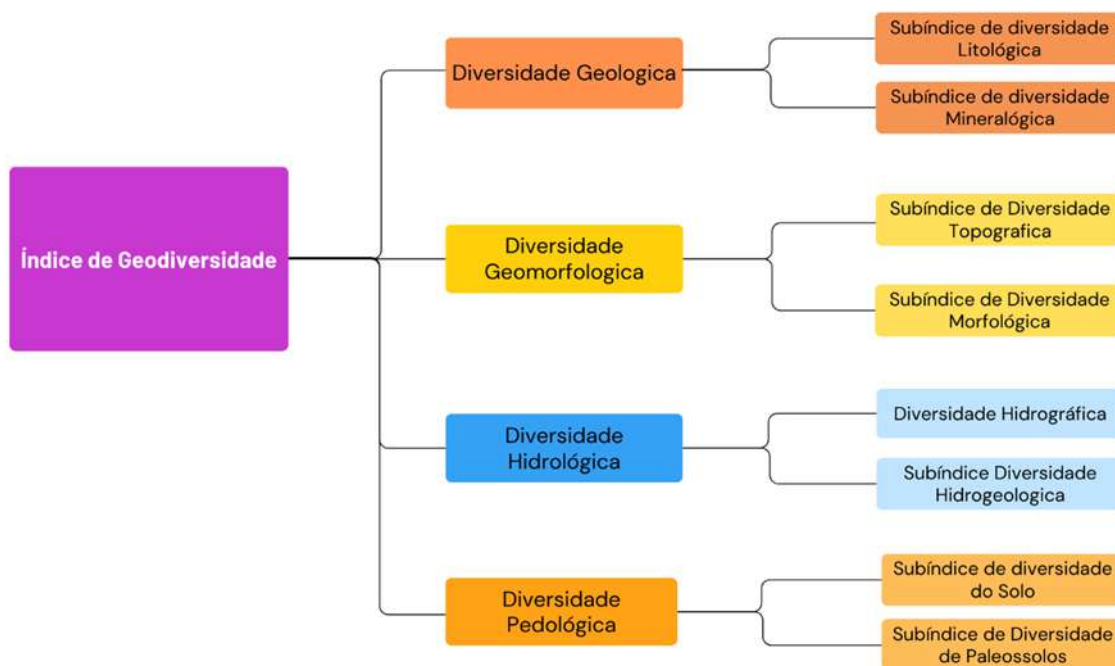 Índice de Geodiversidade
Diversidade Geologica
Subíndice de diversidade
Litológica
Subíndice de diversidade
Mineralógica
Diversidade
Geomorfologica
Subíndice de Diversidade
Topografica
Subíndice de Diversidade
Morfológica
Diversidade
Hidrológica
Diversidade Hidrográfica
Subíndice Diversidade
Hidrogeologica
Diversidade
Pedológica
Subíndice de diversidade
do Solo
Subíndice de Diversidade
de Paleossolos